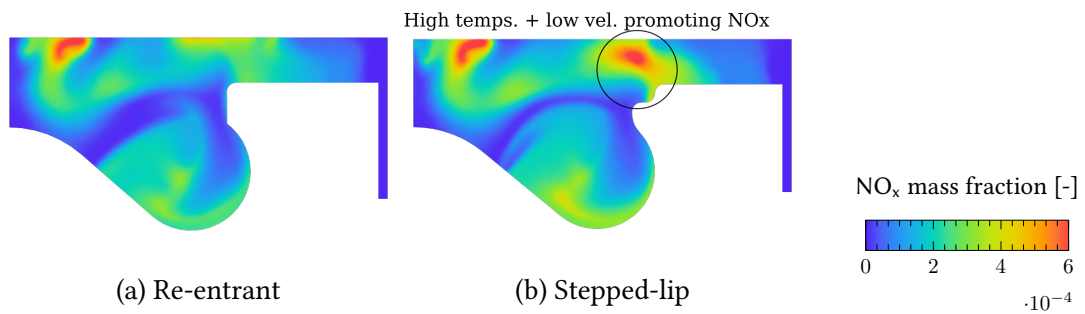 High temps. + low vel. promoting NOx
NOₓ mass fraction [-]
0 2 4 6
·10⁻⁴
(a) Re-entrant
(b) Stepped-lip